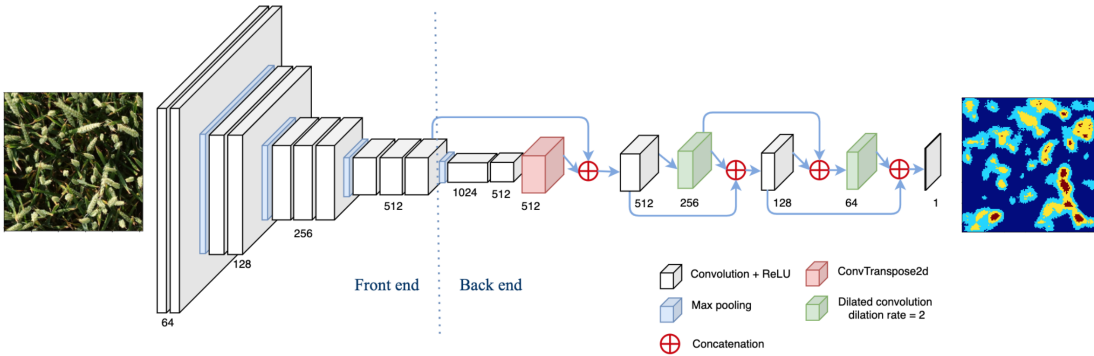 64
128
256
512
1024
512
512
512
256
128
64
1
Front end
Back end
Convolution + ReLU
ConvTranspose2d
Max pooling
Dilated convolution
dilation rate = 2
Concatenation